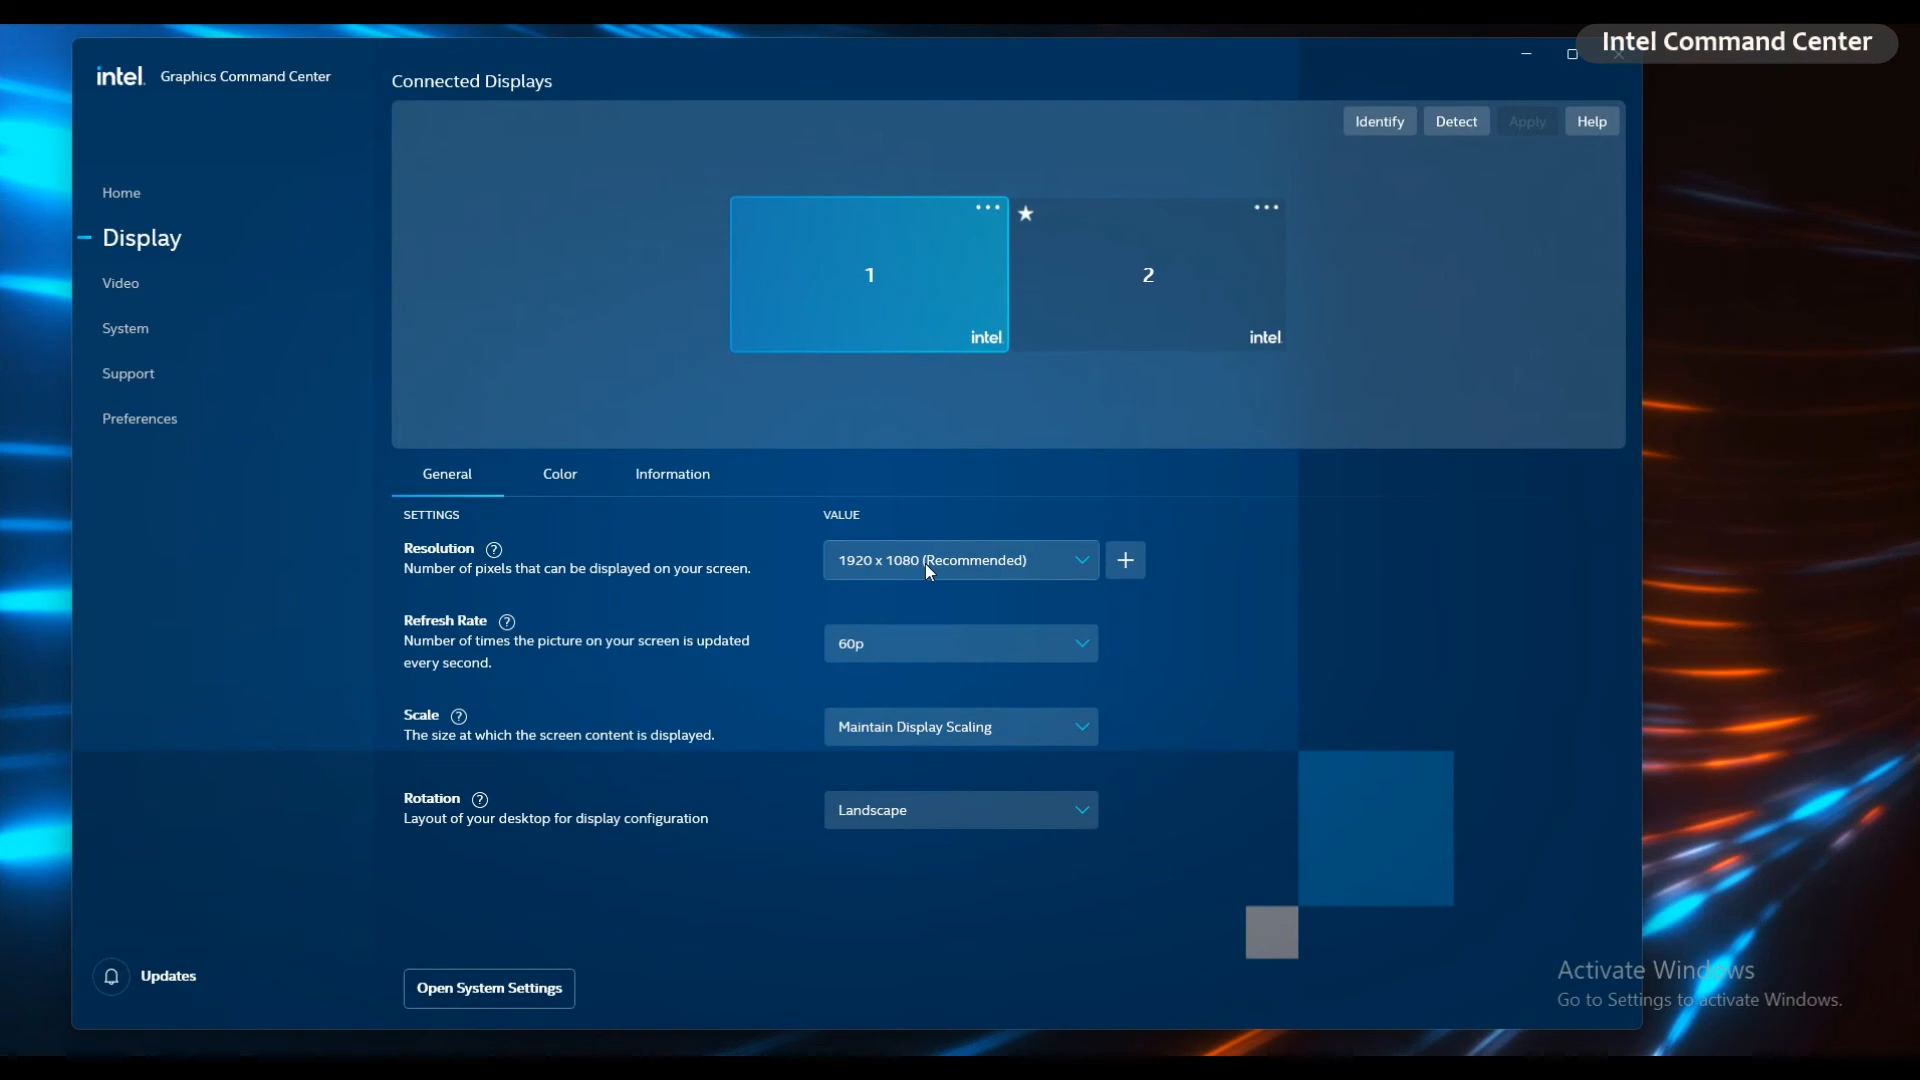 Intel Command Center
intel. Graphics Command Center
Connected Displays
Identify Detect Apply Help
Home
Display
Video
System
Support
Preferences
1
intel
2
intel
General Color Information
SETTINGS VALUE
Resolution ?
Number of pixels that can be displayed on your screen.
1920 x 1080 (Recommended) +
Refresh Rate ?
Number of times the picture on your screen is updated
every second.
60p
Scale ?
The size at which the screen content is displayed.
Maintain Display Scaling
Rotation ?
Layout of your desktop for display configuration
Landscape
Updates
Open System Settings
Activate Windows
Go to Settings to activate Windows.